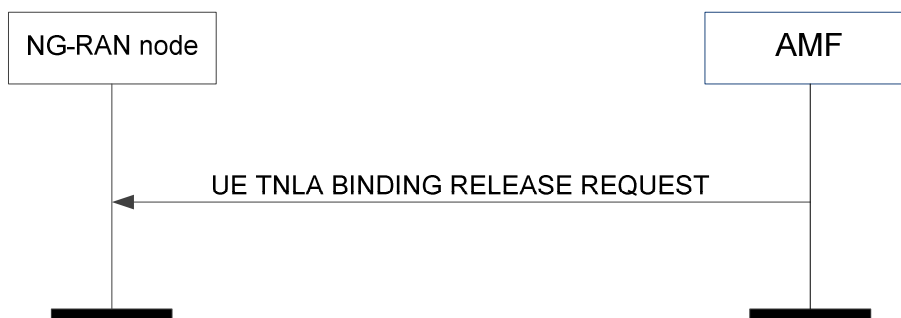 NG-RAN node
AMF
UE TNLA BINDING RELEASE REQUEST